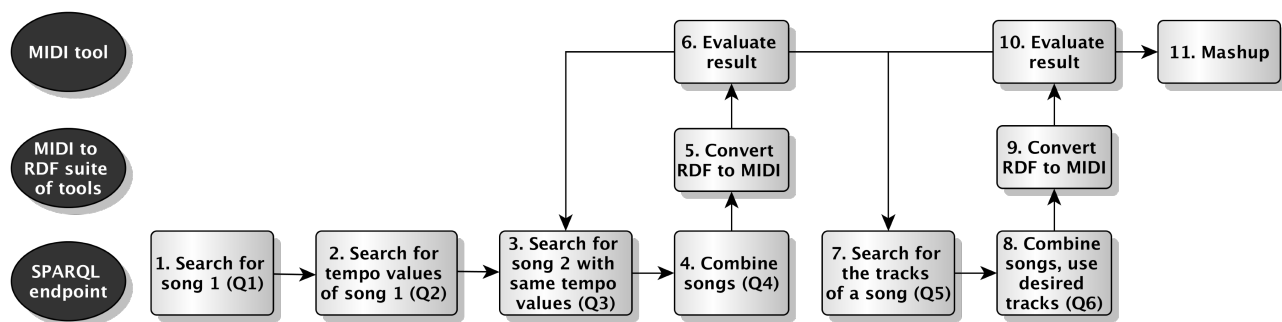 MIDI tool
6. Evaluate
result
10. Evaluate
result
11. Mashup
MIDI to
RDF suite
of tools
5. Convert
RDF to MIDI
9. Convert
RDF to MIDI
SPARQL
endpoint
1. Search for
song 1 (Q1)
2. Search for
tempo values
of song 1 (Q2)
3. Search for
song 2 with
same tempo
values (Q3)
4. Combine
songs (Q4)
7. Search for
the tracks
of a song (Q5)
8. Combine
songs, use
desired
tracks (Q6)